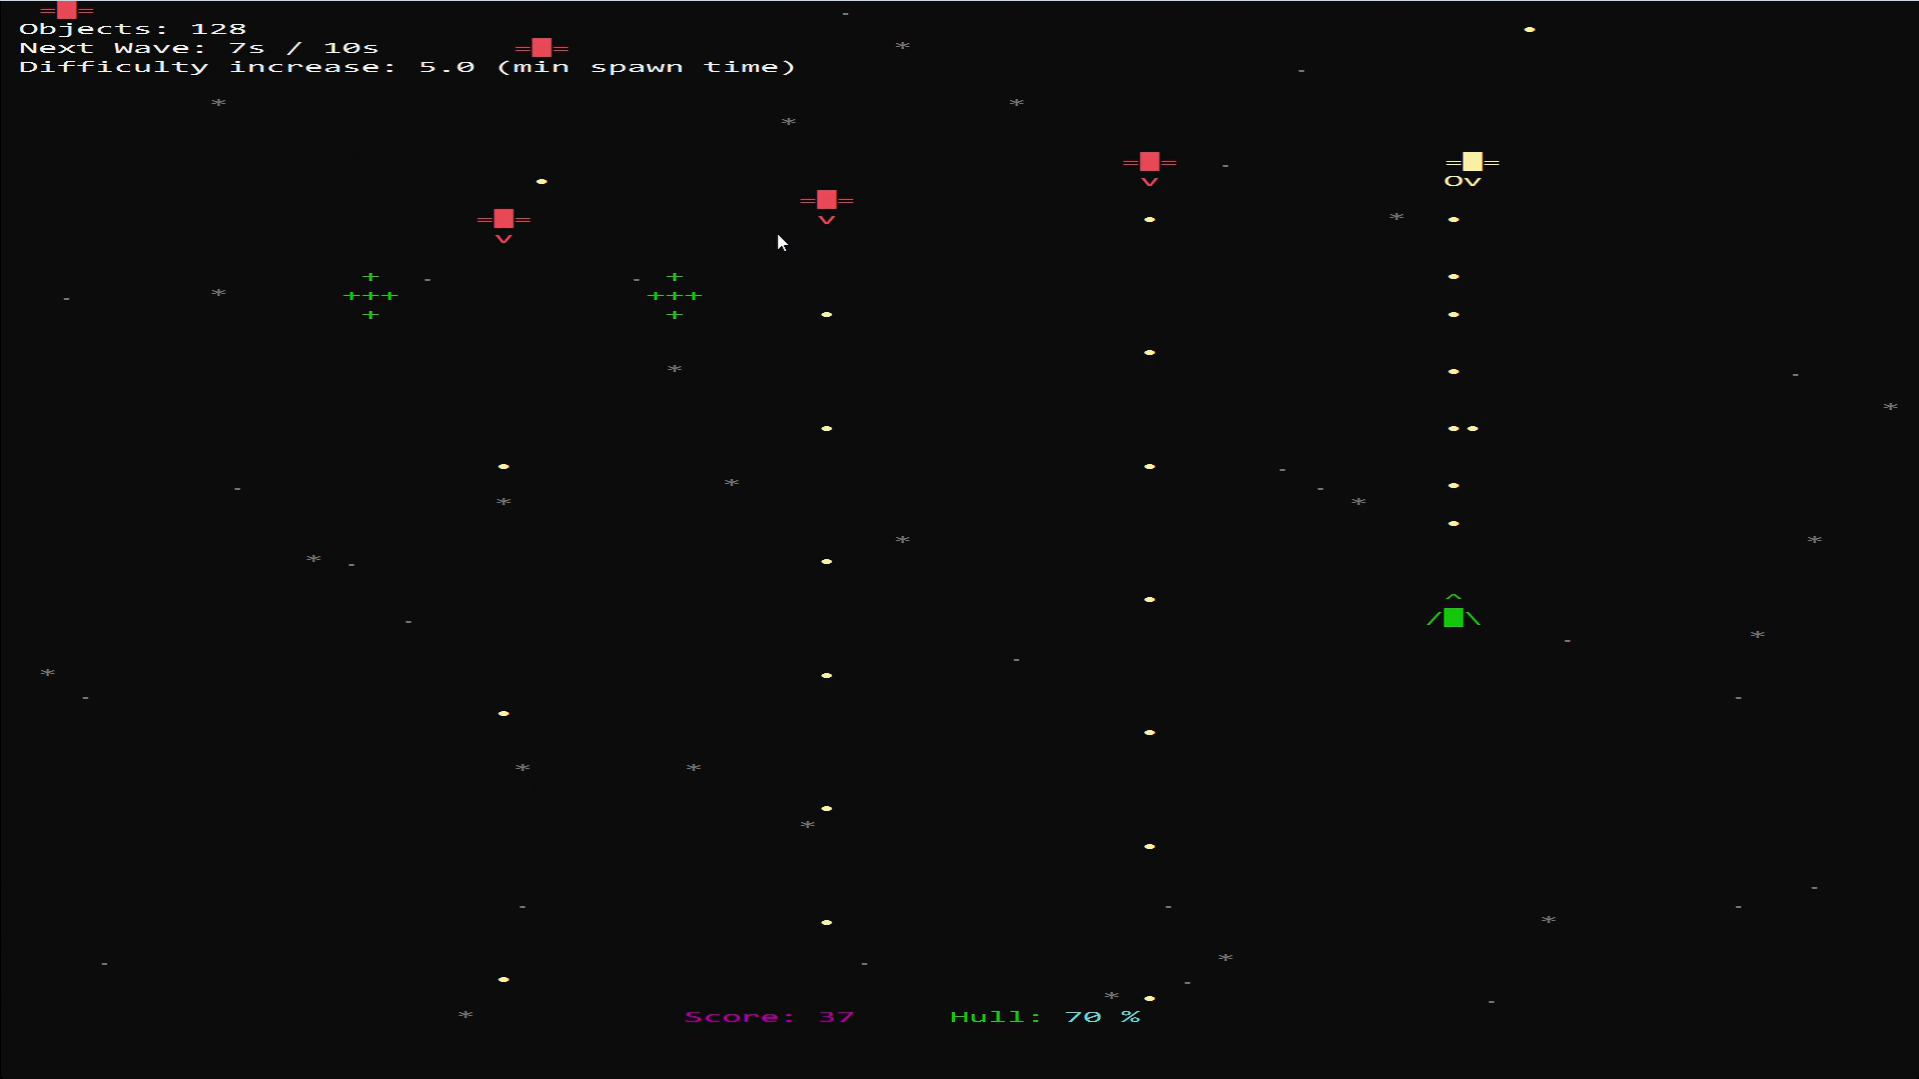 Objects: 128
Next Wave: 7s / 10s
Difficulty increase: 5.0 (min spawn time)
Score: 37 Hull: 70 %